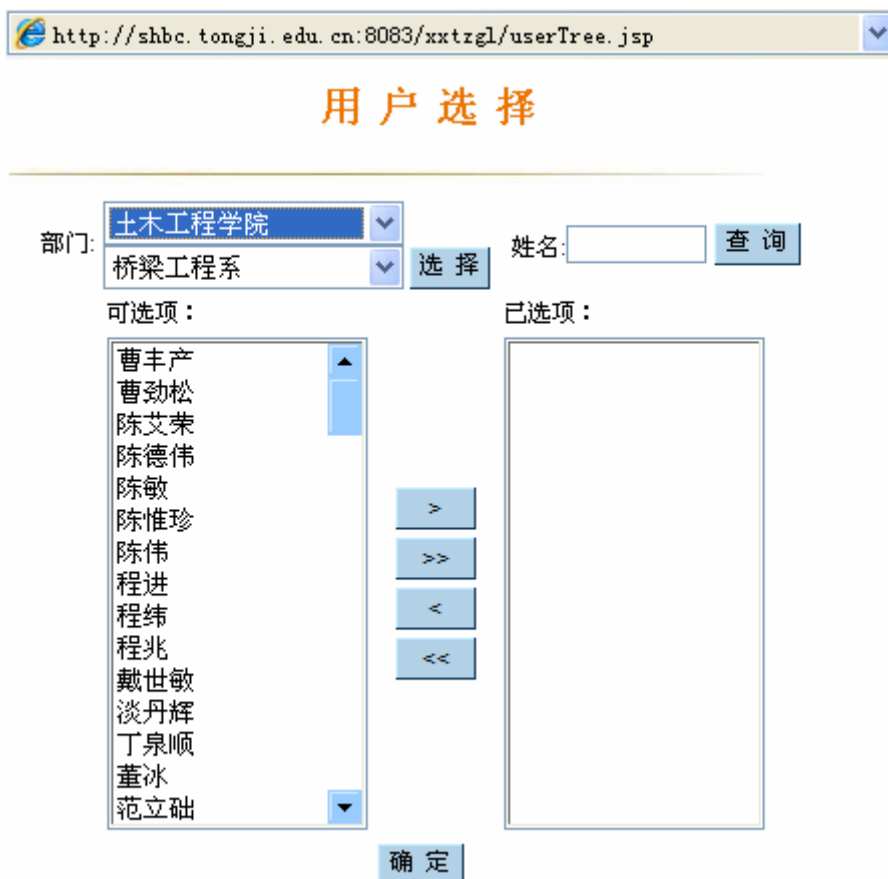 http://shbc.tongji.edu.cn:8083/xxtzgl/userTree.jsp
用户选择
部门:
土木工程学院
桥梁工程系
选 择
姓名:
查 询
可选项：
已选项：
曹丰产
曹劲松
陈艾荣
陈德伟
陈敏
陈惟珍
陈伟
程进
程纬
程兆
戴世敏
淡丹辉
丁泉顺
董冰
范立础
>
>>
<
<<
确 定